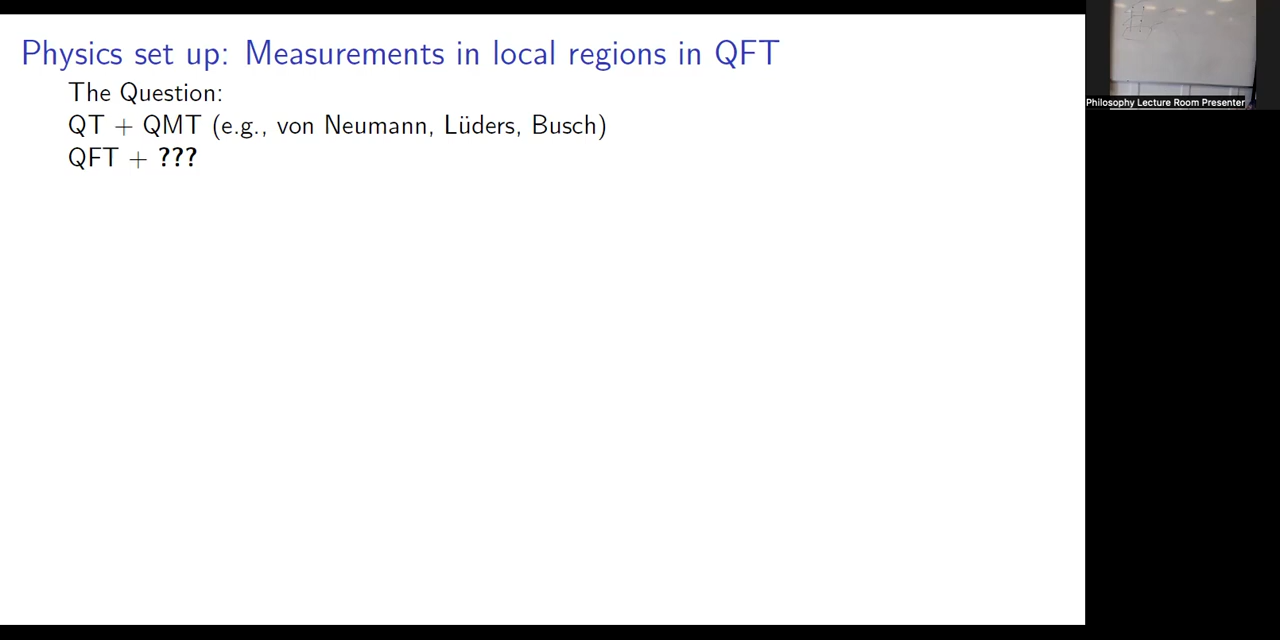 Physics set up: Measurements in local regions in QFT
The Question:
QT + QMT (e.g., von Neumann, Lüders, Busch)
QFT + ???
Philosophy Lecture Room Presenter